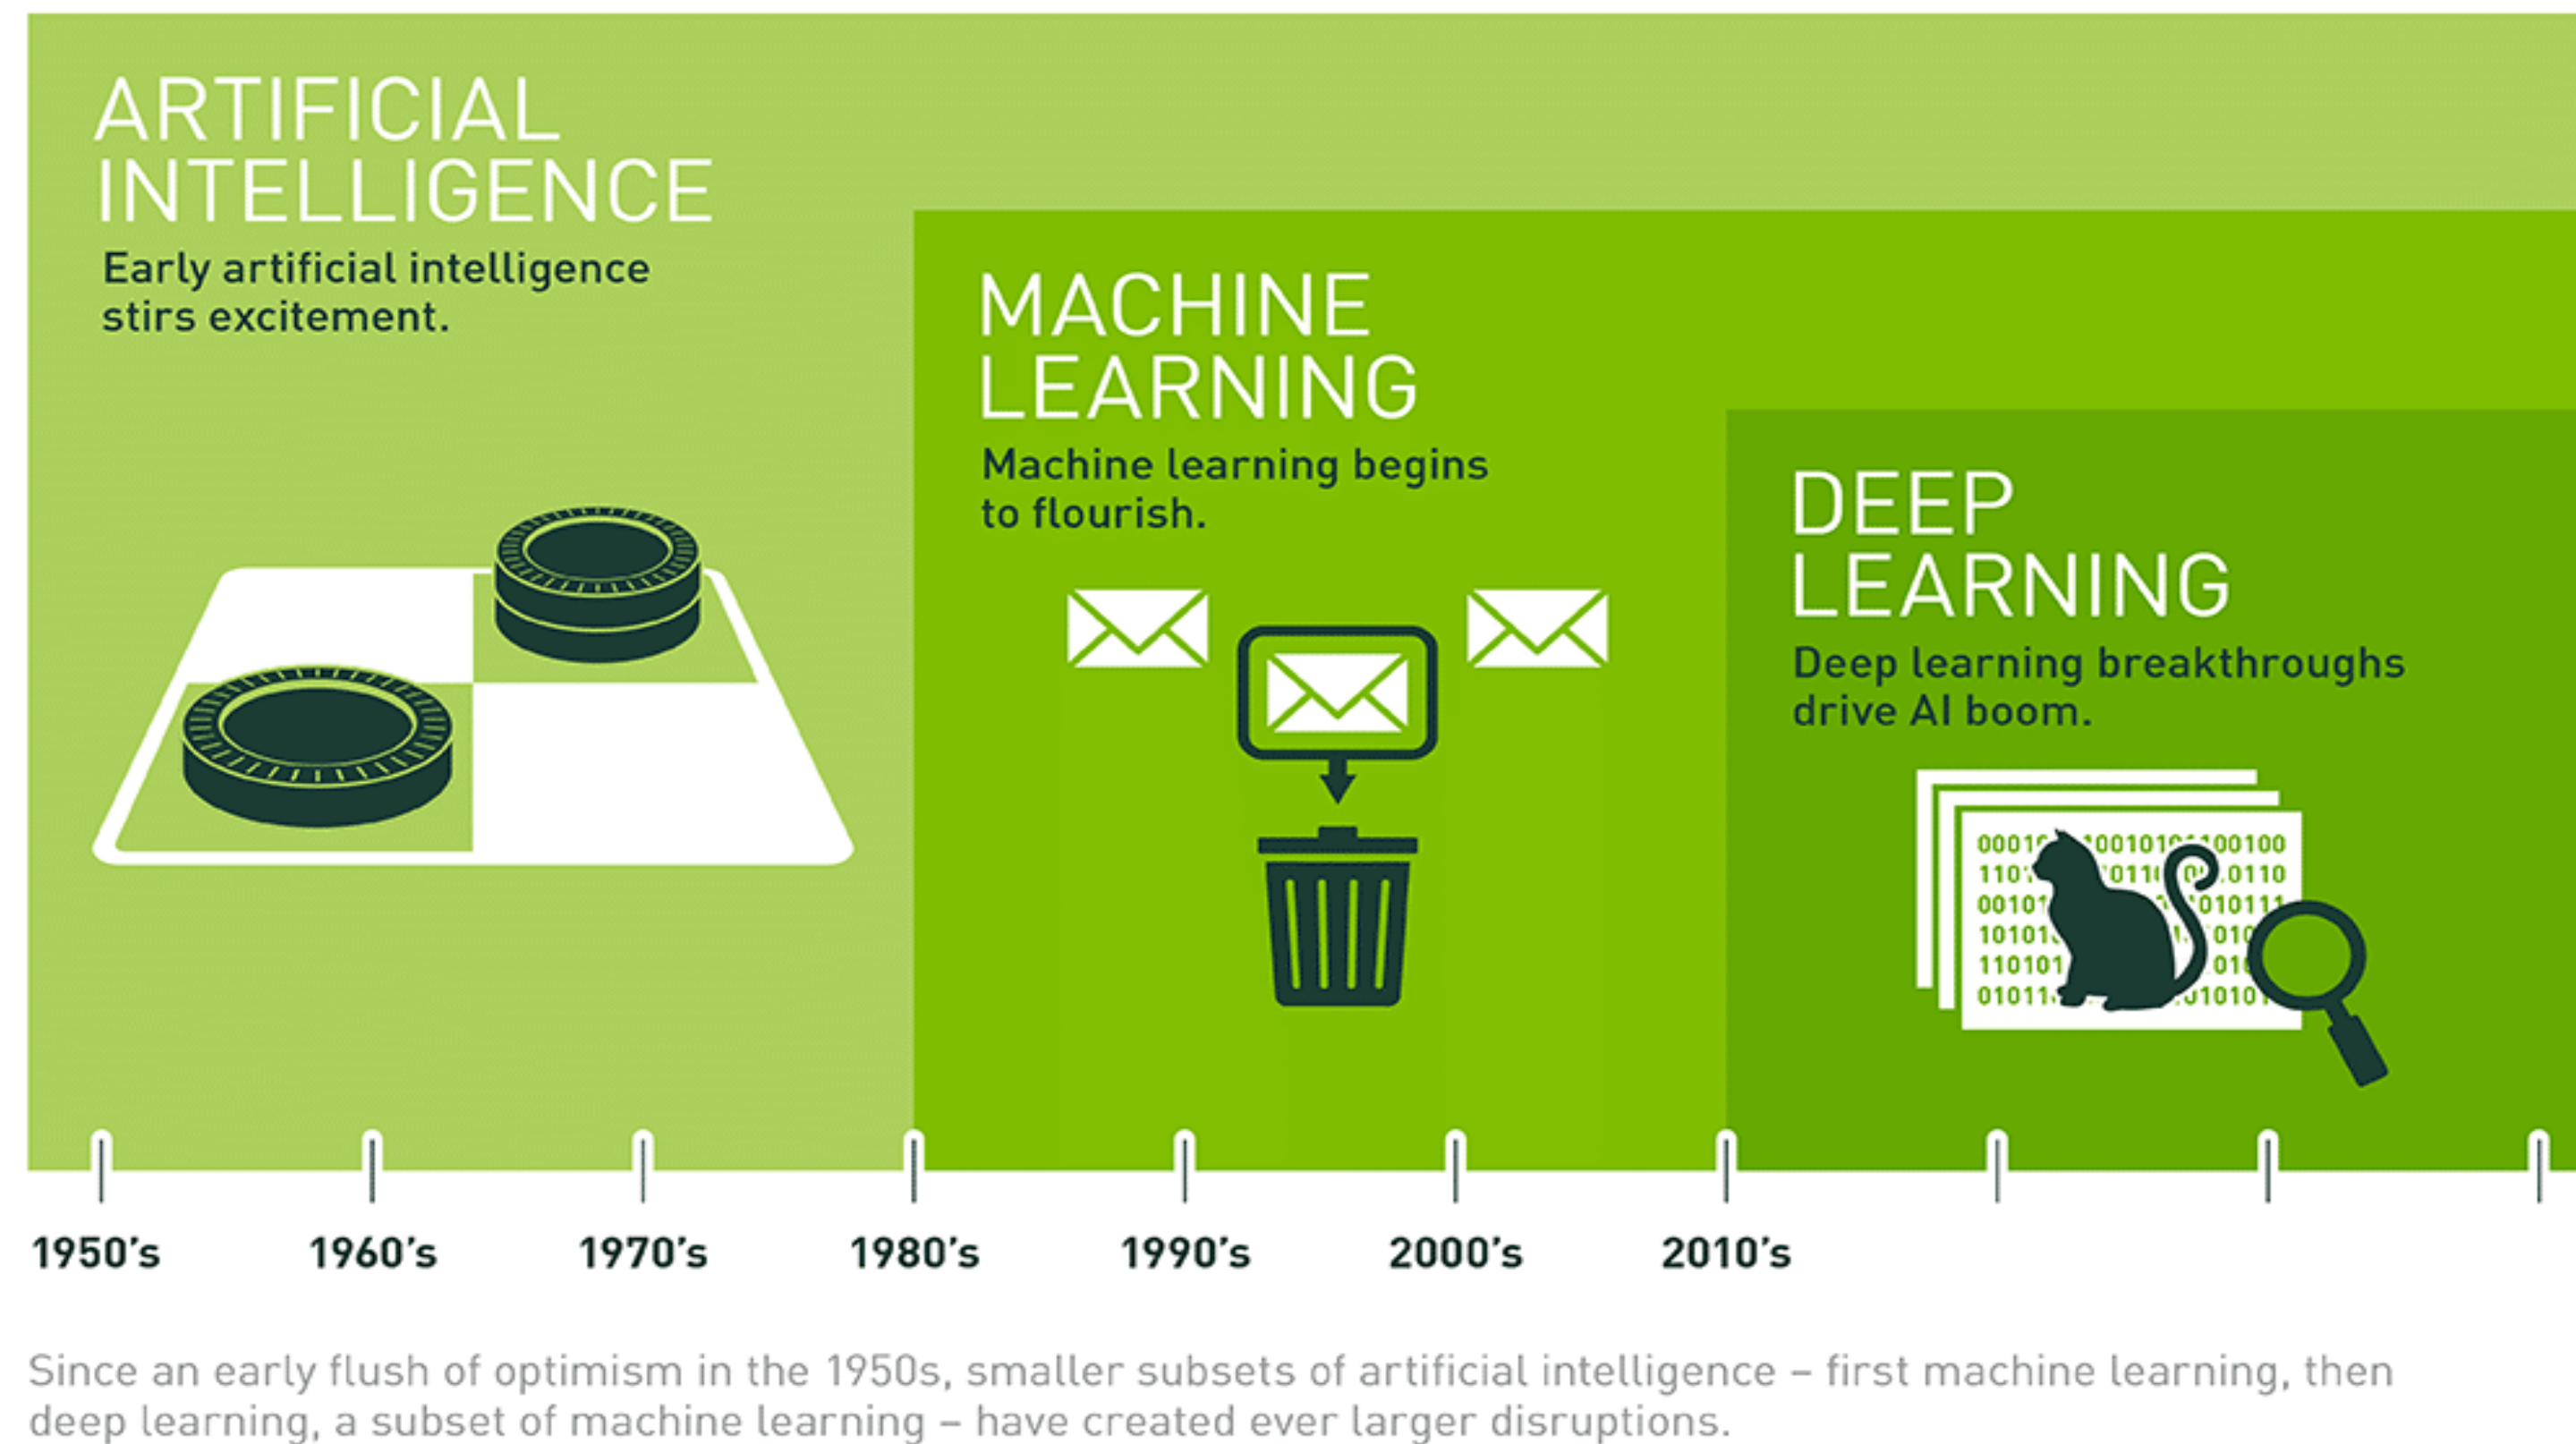 ARTIFICIAL
INTELLIGENCE
Early artificial intelligence
stirs excitement.
MACHINE
LEARNING
Machine learning begins
to flourish.
DEEP
LEARNING
Deep learning breakthroughs
drive AI boom.
1950's 1960's 1970's 1980's 1990's 2000's 2010's
Since an early flush of optimism in the 1950s, smaller subsets of artificial intelligence – first machine learning, then
deep learning, a subset of machine learning – have created ever larger disruptions.